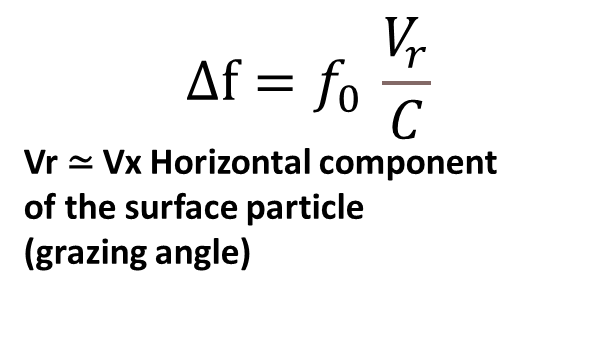 Δf = f₀ Vᵣ/C
Vr ≃ Vx Horizontal component
of the surface particle
(grazing angle)